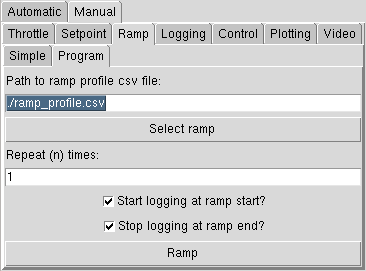 Automatic Manual
Throttle Setpoint Ramp Logging Control Plotting Video
Simple Program
Path to ramp profile csv file:
./ramp_profile.csv
Select ramp
Repeat (n) times:
1
Start logging at ramp start?
Stop logging at ramp end?
Ramp